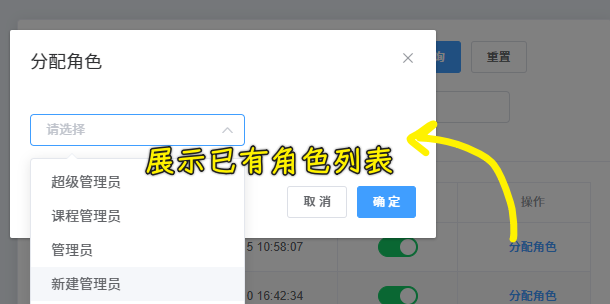 分配角色
询
重置
请选择
展示已有角色列表
超级管理员
课程管理员
管理员
新建管理员
取消
确定
操作
5 10:58:07
分配角色
0 16:42:34
分配角色